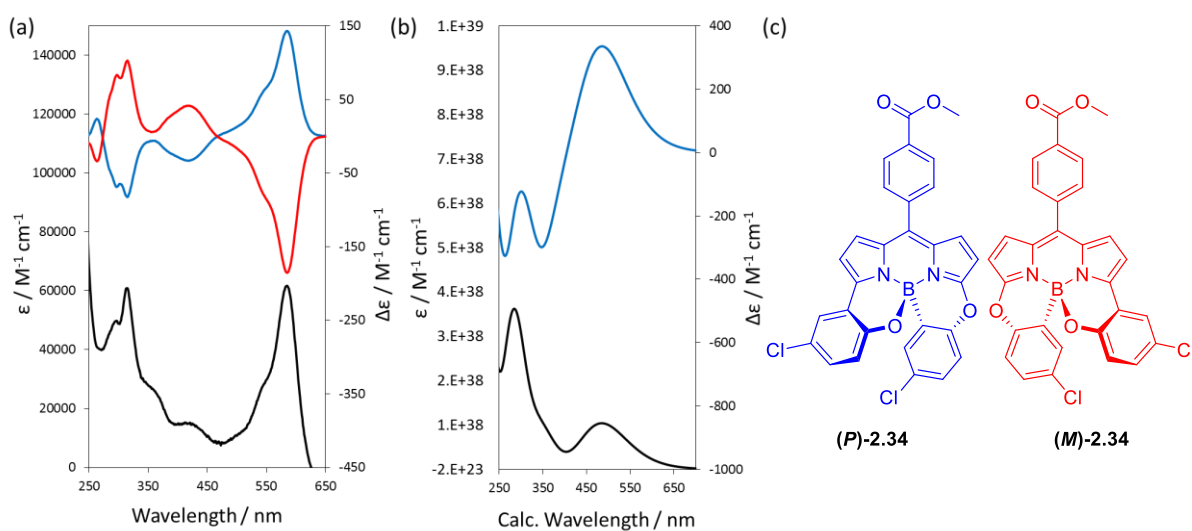 (a)
140000
120000
100000
80000
60000
40000
20000
0
ε / M-1 cm-1
150
50
-50
-150
-250
-350
-450
Δε / M-1 cm-1
250 350 450 550 650
Wavelength / nm
(b)
1.E+39
9.E+38
8.E+38
7.E+38
6.E+38
5.E+38
4.E+38
3.E+38
2.E+38
1.E+38
-2.E+23
ε / M-1 cm-1
400
200
0
-200
-400
-600
-800
-1000
Δε / M-1 cm-1
250 350 450 550 650
Calc. Wavelength / nm
(c)
O
O
N N
B
O
O
Cl
Cl
(P)-2.34
O
O
N N
B
O
O
Cl
Cl
(M)-2.34